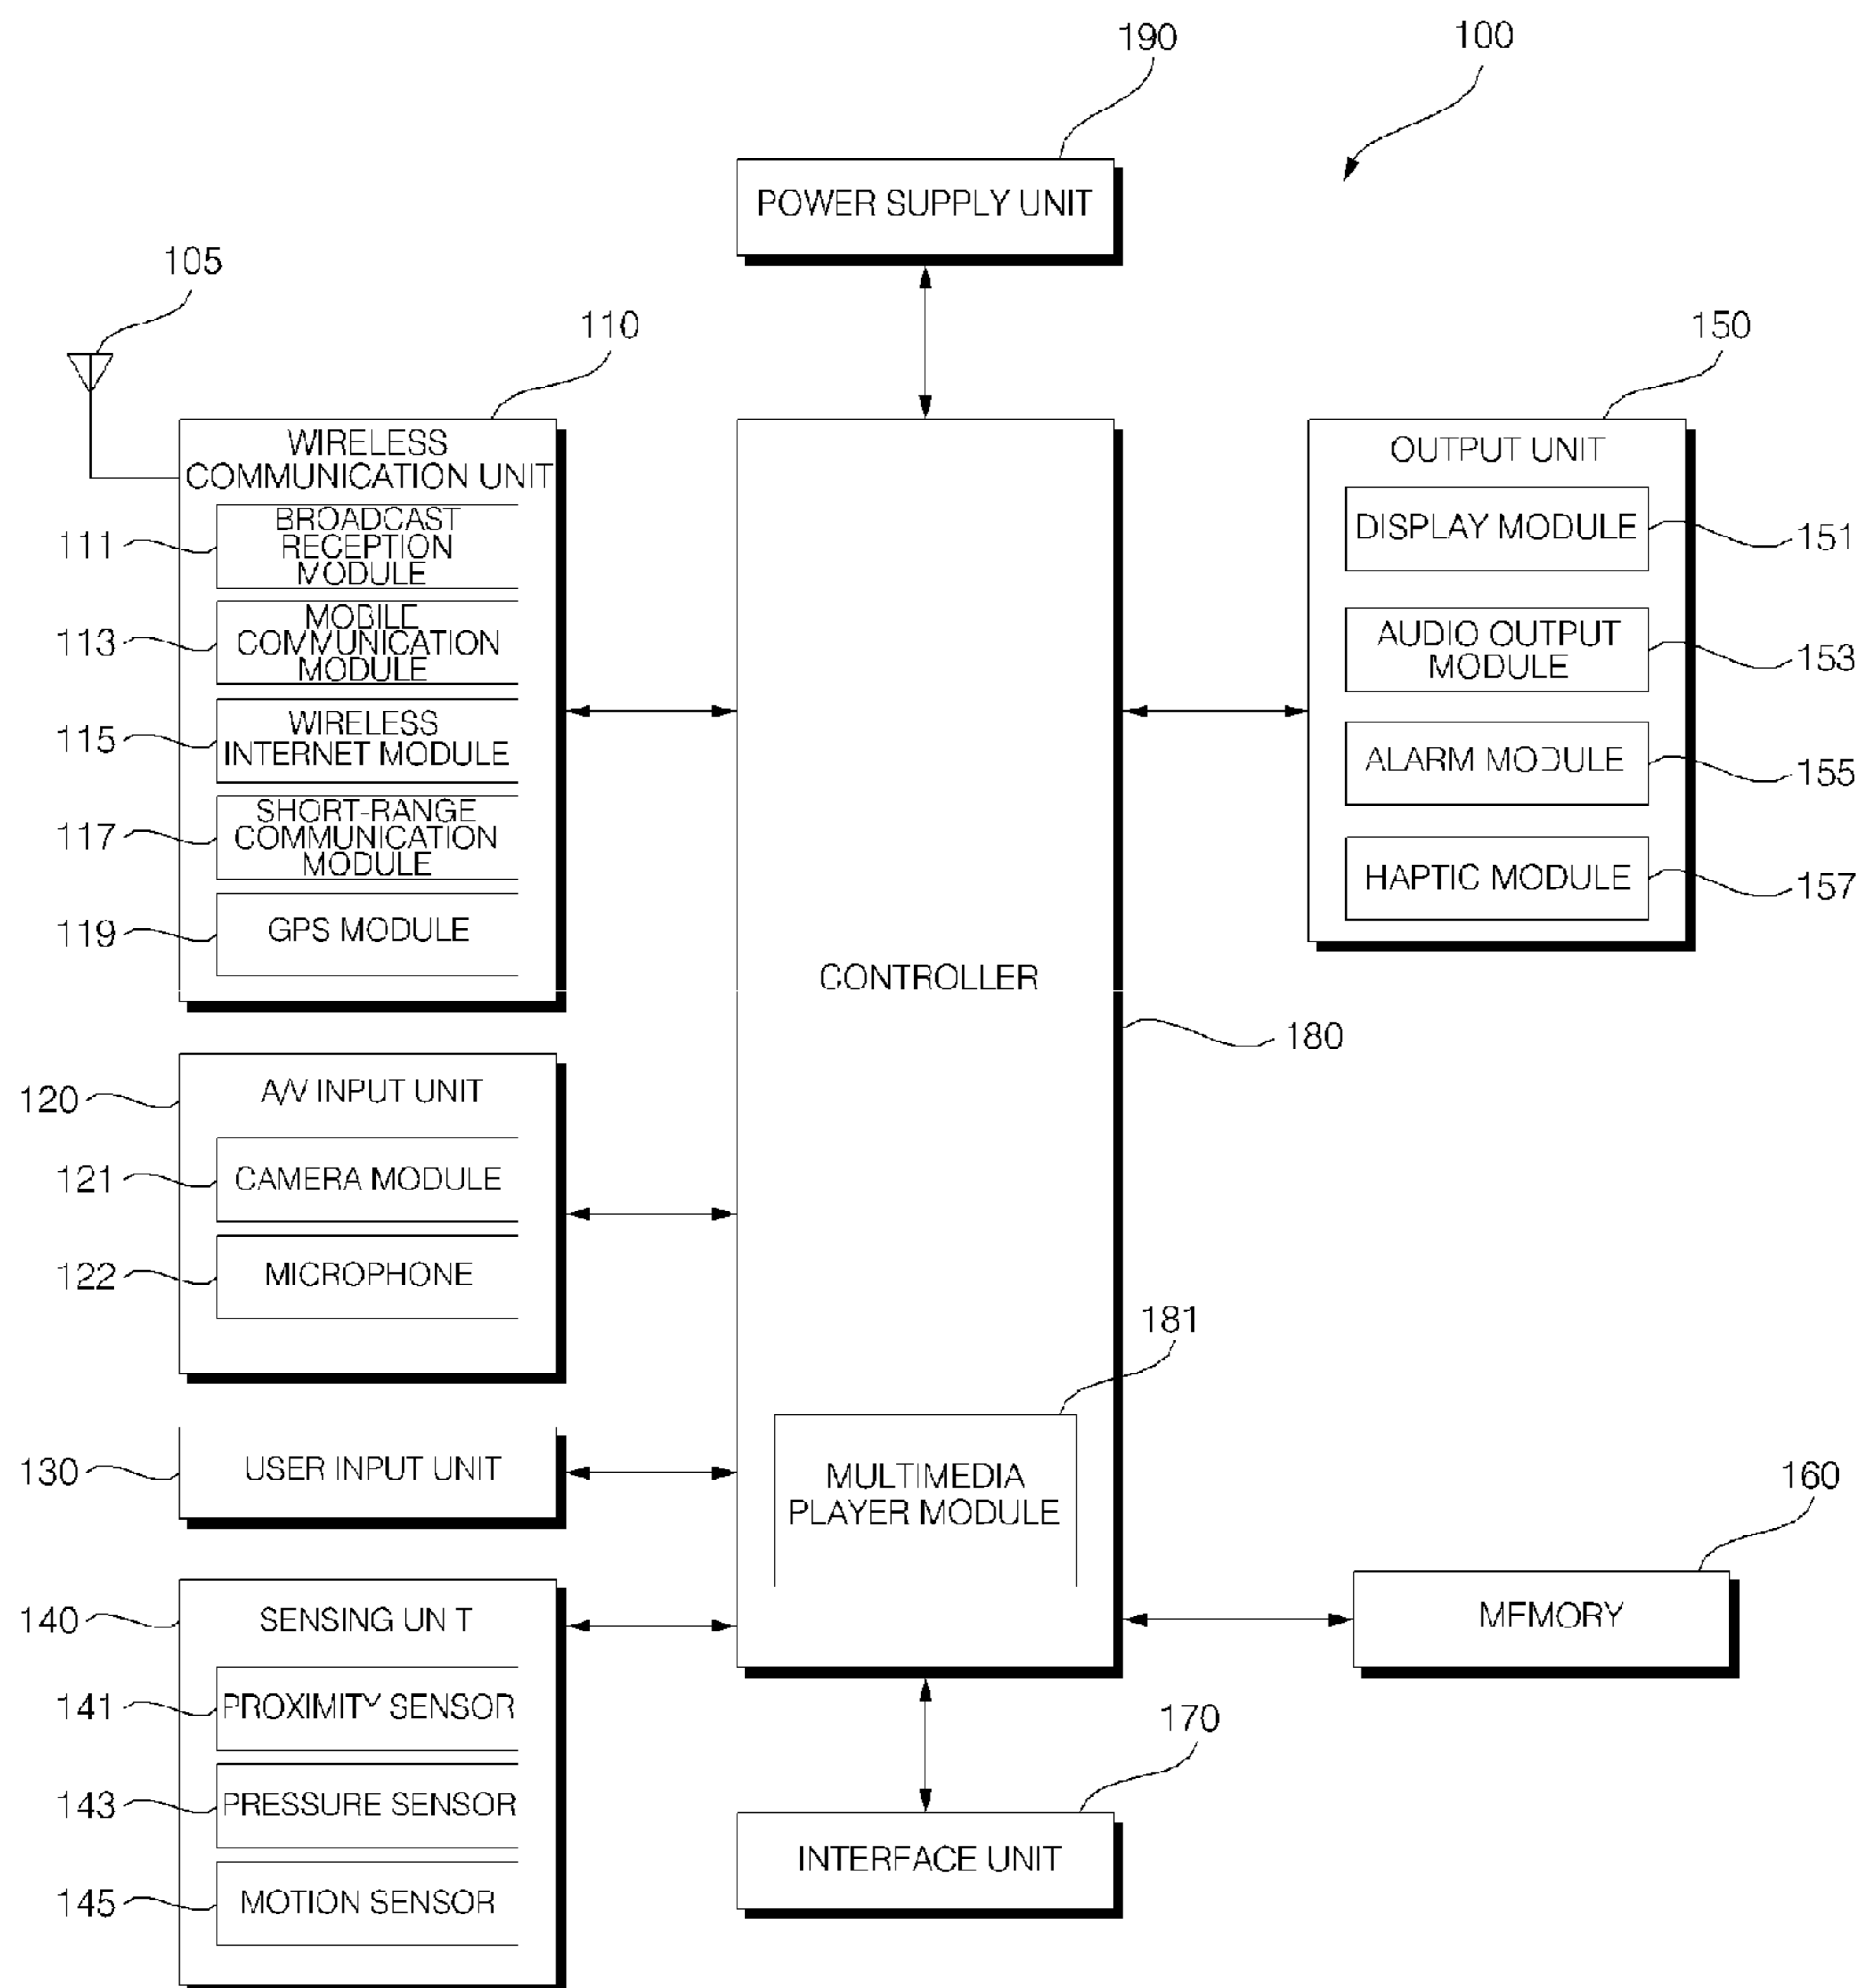 190
100
POWER SUPPLY UNIT
105
110
150
WIRELESS
COMMUNICATION UNIT
111
BROADCAST
RECEPTION
MODULE
113
MOBILE
COMMUNICATION
MODULE
115
WIRELESS
INTERNET MODULE
117
SHORT-RANGE
COMMUNICATION
MODULE
119
GPS MODULE
OUTPUT UNIT
DISPLAY MODULE
151
AUDIO OUTPUT
MODULE
153
ALARM MODULE
155
HAPTIC MODULE
157
CONTROLLER
180
120
A/V INPUT UNIT
121
CAMERA MODULE
122
MICROPHONE
181
MULTIMEDIA
PLAYER MODULE
130
USER INPUT UNIT
160
MEMORY
140
SENSING UNIT
141
PROXIMITY SENSOR
143
PRESSURE SENSOR
145
MOTION SENSOR
170
INTERFACE UNIT